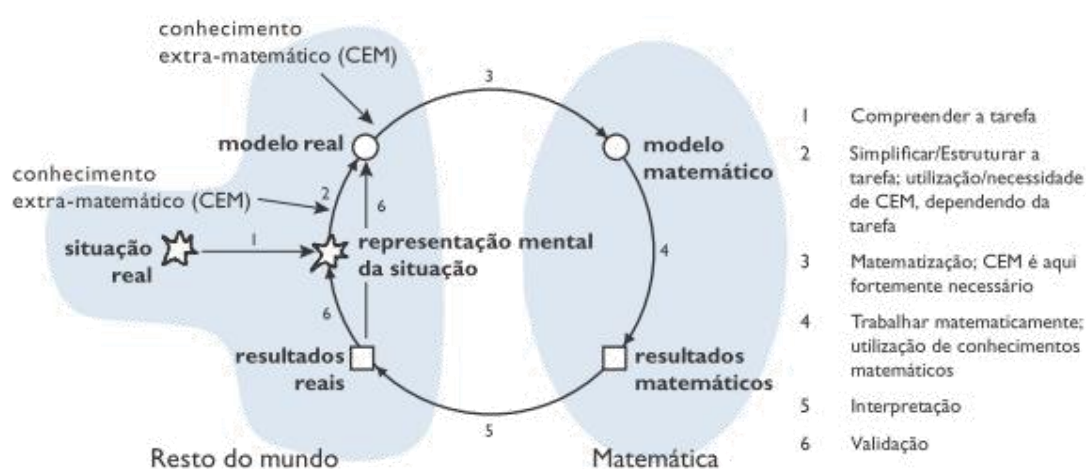 conhecimento
extra-matemático (CEM)
3
modelo real
modelo
matemático
conhecimento
extra-matemático (CEM)
2
6
situação
real
1
representação mental
da situação
4
6
resultados
reais
resultados
matemáticos
5
Resto do mundo
Matemática
1 Compreender a tarefa
2 Simplificar/Estruturar a
tarefa; utilização/necessidade
de CEM, dependendo da
tarefa
3 Matematização; CEM é aqui
fortemente necessário
4 Trabalhar matematicamente;
utilização de conhecimentos
matemáticos
5 Interpretação
6 Validação